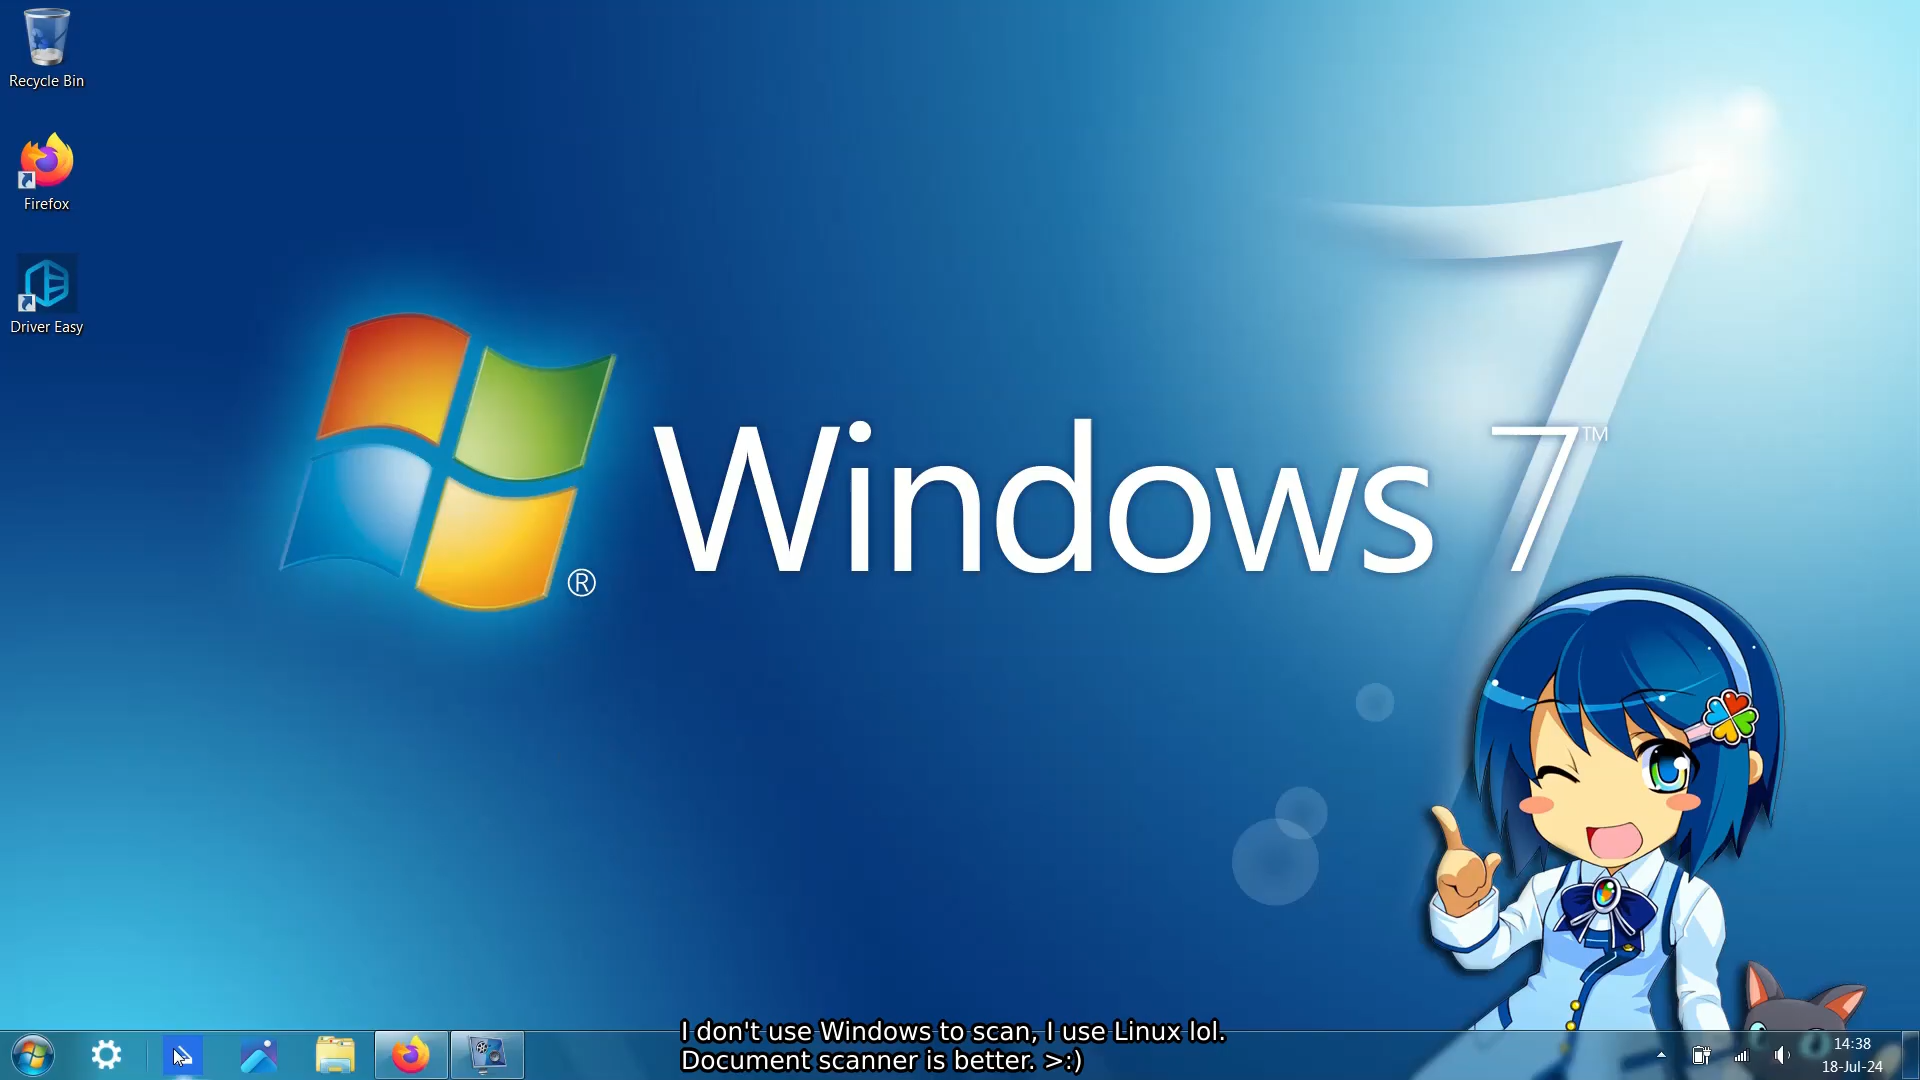 Recycle Bin
Firefox
Driver Easy
Windows 7™
®
I don't use Windows to scan, I use Linux lol.
Document scanner is better. >:)
14:38
18-Jul-24